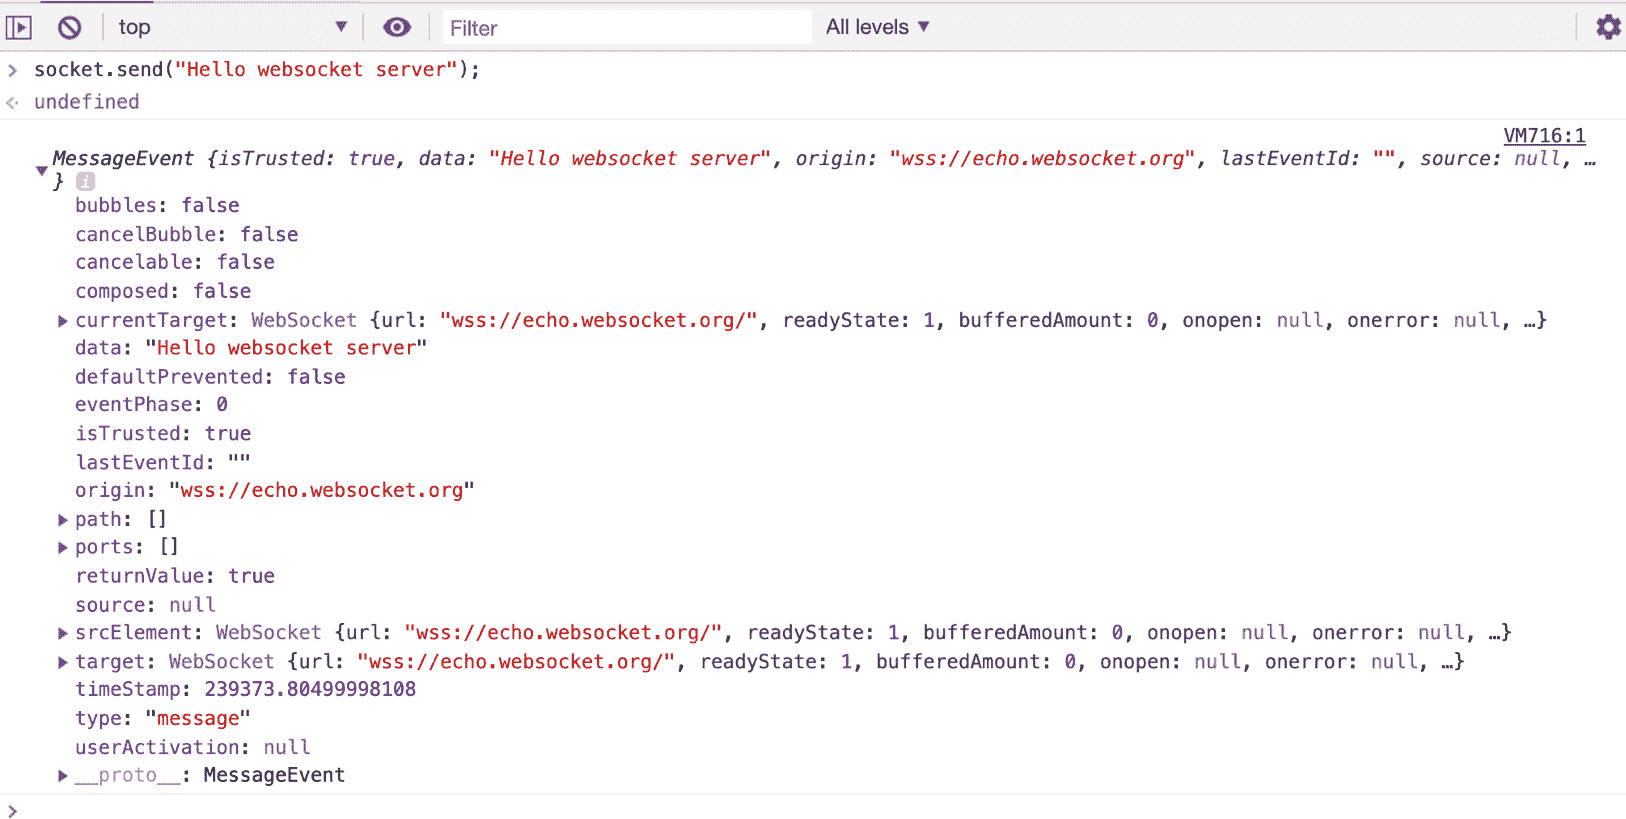 top Filter All levels
socket.send("Hello websocket server");
undefined
VM716:1
MessageEvent {isTrusted: true, data: "Hello websocket server", origin: "wss://echo.websocket.org", lastEventId: "", source: null, …
} i
bubbles: false
cancelBubble: false
cancelable: false
composed: false
currentTarget: WebSocket {url: "wss://echo.websocket.org/", readyState: 1, bufferedAmount: 0, onopen: null, onerror: null, …}
data: "Hello websocket server"
defaultPrevented: false
eventPhase: 0
isTrusted: true
lastEventId: ""
origin: "wss://echo.websocket.org"
path: []
ports: []
returnValue: true
source: null
srcElement: WebSocket {url: "wss://echo.websocket.org/", readyState: 1, bufferedAmount: 0, onopen: null, onerror: null, …}
target: WebSocket {url: "wss://echo.websocket.org/", readyState: 1, bufferedAmount: 0, onopen: null, onerror: null, …}
timeStamp: 239373.80499998108
type: "message"
userActivation: null
__proto__: MessageEvent